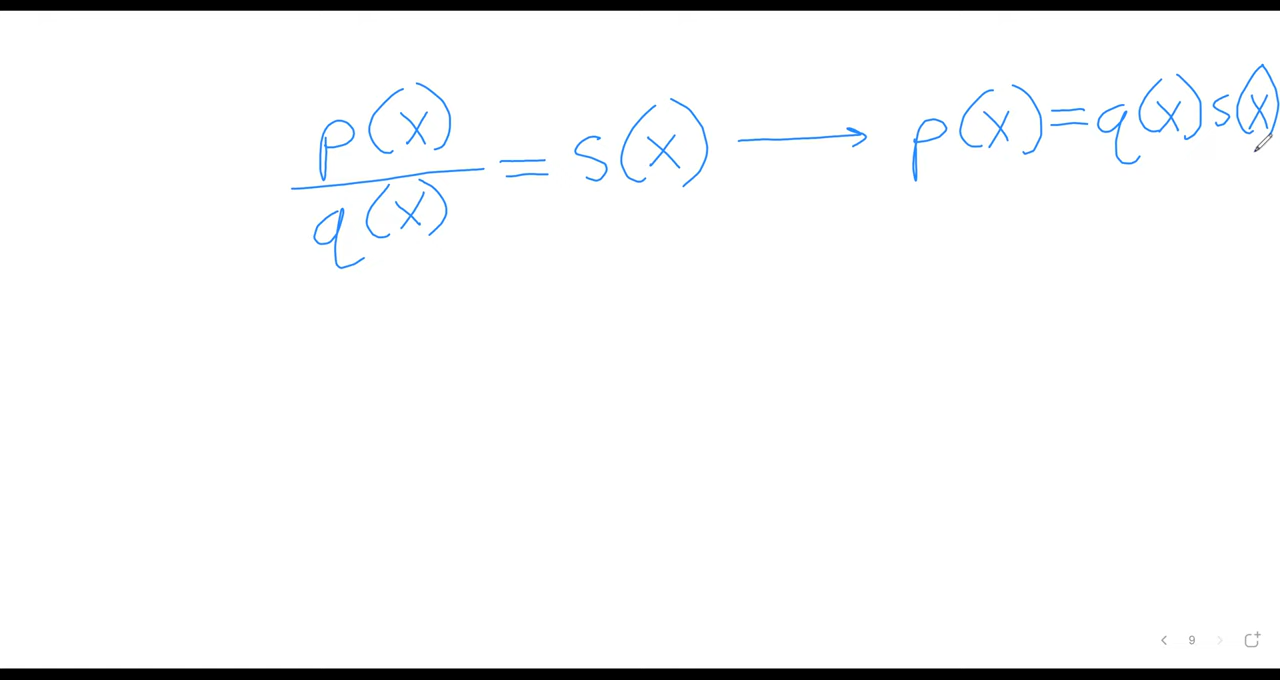 p(x)/q(x) = s(x) ⟶ p(x) = q(x) s(x)
9